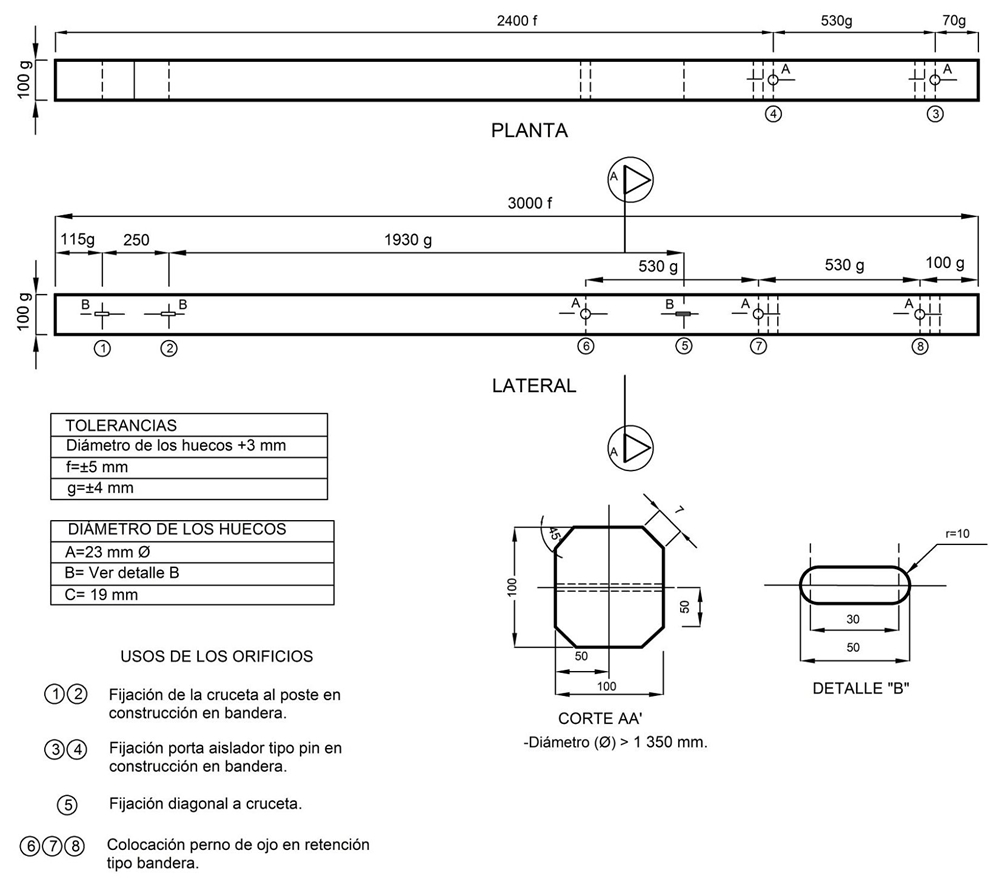 2400 f
530g
70g
100 g
A
A
4
3
PLANTA
A
3000 f
115g
250
1930 g
530 g
530 g
100 g
100 g
B
B
A
B
A
A
1
2
6
5
7
8
LATERAL
A
TOLERANCIAS
Diámetro de los huecos +3 mm
f=±5 mm
g=±4 mm
DIÁMETRO DE LOS HUECOS
A=23 mm Ø
B= Ver detalle B
C= 19 mm
45
7
100
50
50
100
CORTE AA'
-Diámetro (Ø) > 1 350 mm.
r=10
30
50
DETALLE "B"
USOS DE LOS ORIFICIOS
1 2 Fijación de la cruceta al poste en
construcción en bandera.
3 4 Fijación porta aislador tipo pin en
construcción en bandera.
5 Fijación diagonal a cruceta.
6 7 8 Colocación perno de ojo en retención
tipo bandera.